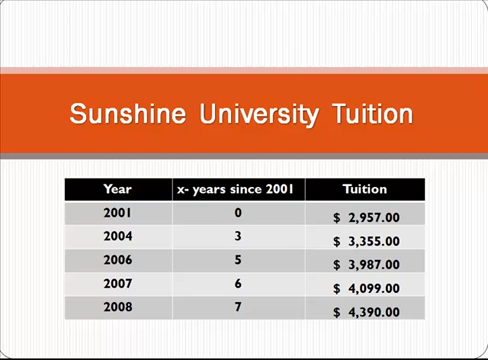 Sunshine University Tuition
Year x- years since 2001 Tuition
2001 0 $ 2,957.00
2004 3 $ 3,355.00
2006 5 $ 3,987.00
2007 6 $ 4,099.00
2008 7 $ 4,390.00